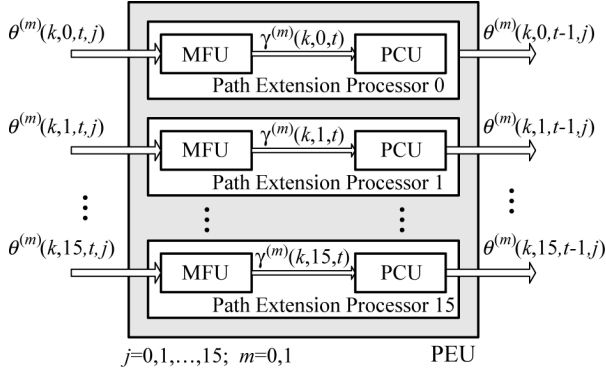 θ^(m)(k,0,t,j) MFU γ^(m)(k,0,t) PCU θ^(m)(k,0,t-1,j)
Path Extension Processor 0
θ^(m)(k,1,t,j) MFU γ^(m)(k,1,t) PCU θ^(m)(k,1,t-1,j)
Path Extension Processor 1
θ^(m)(k,15,t,j) MFU γ^(m)(k,15,t) PCU θ^(m)(k,15,t-1,j)
Path Extension Processor 15
j=0,1,…,15; m=0,1 PEU